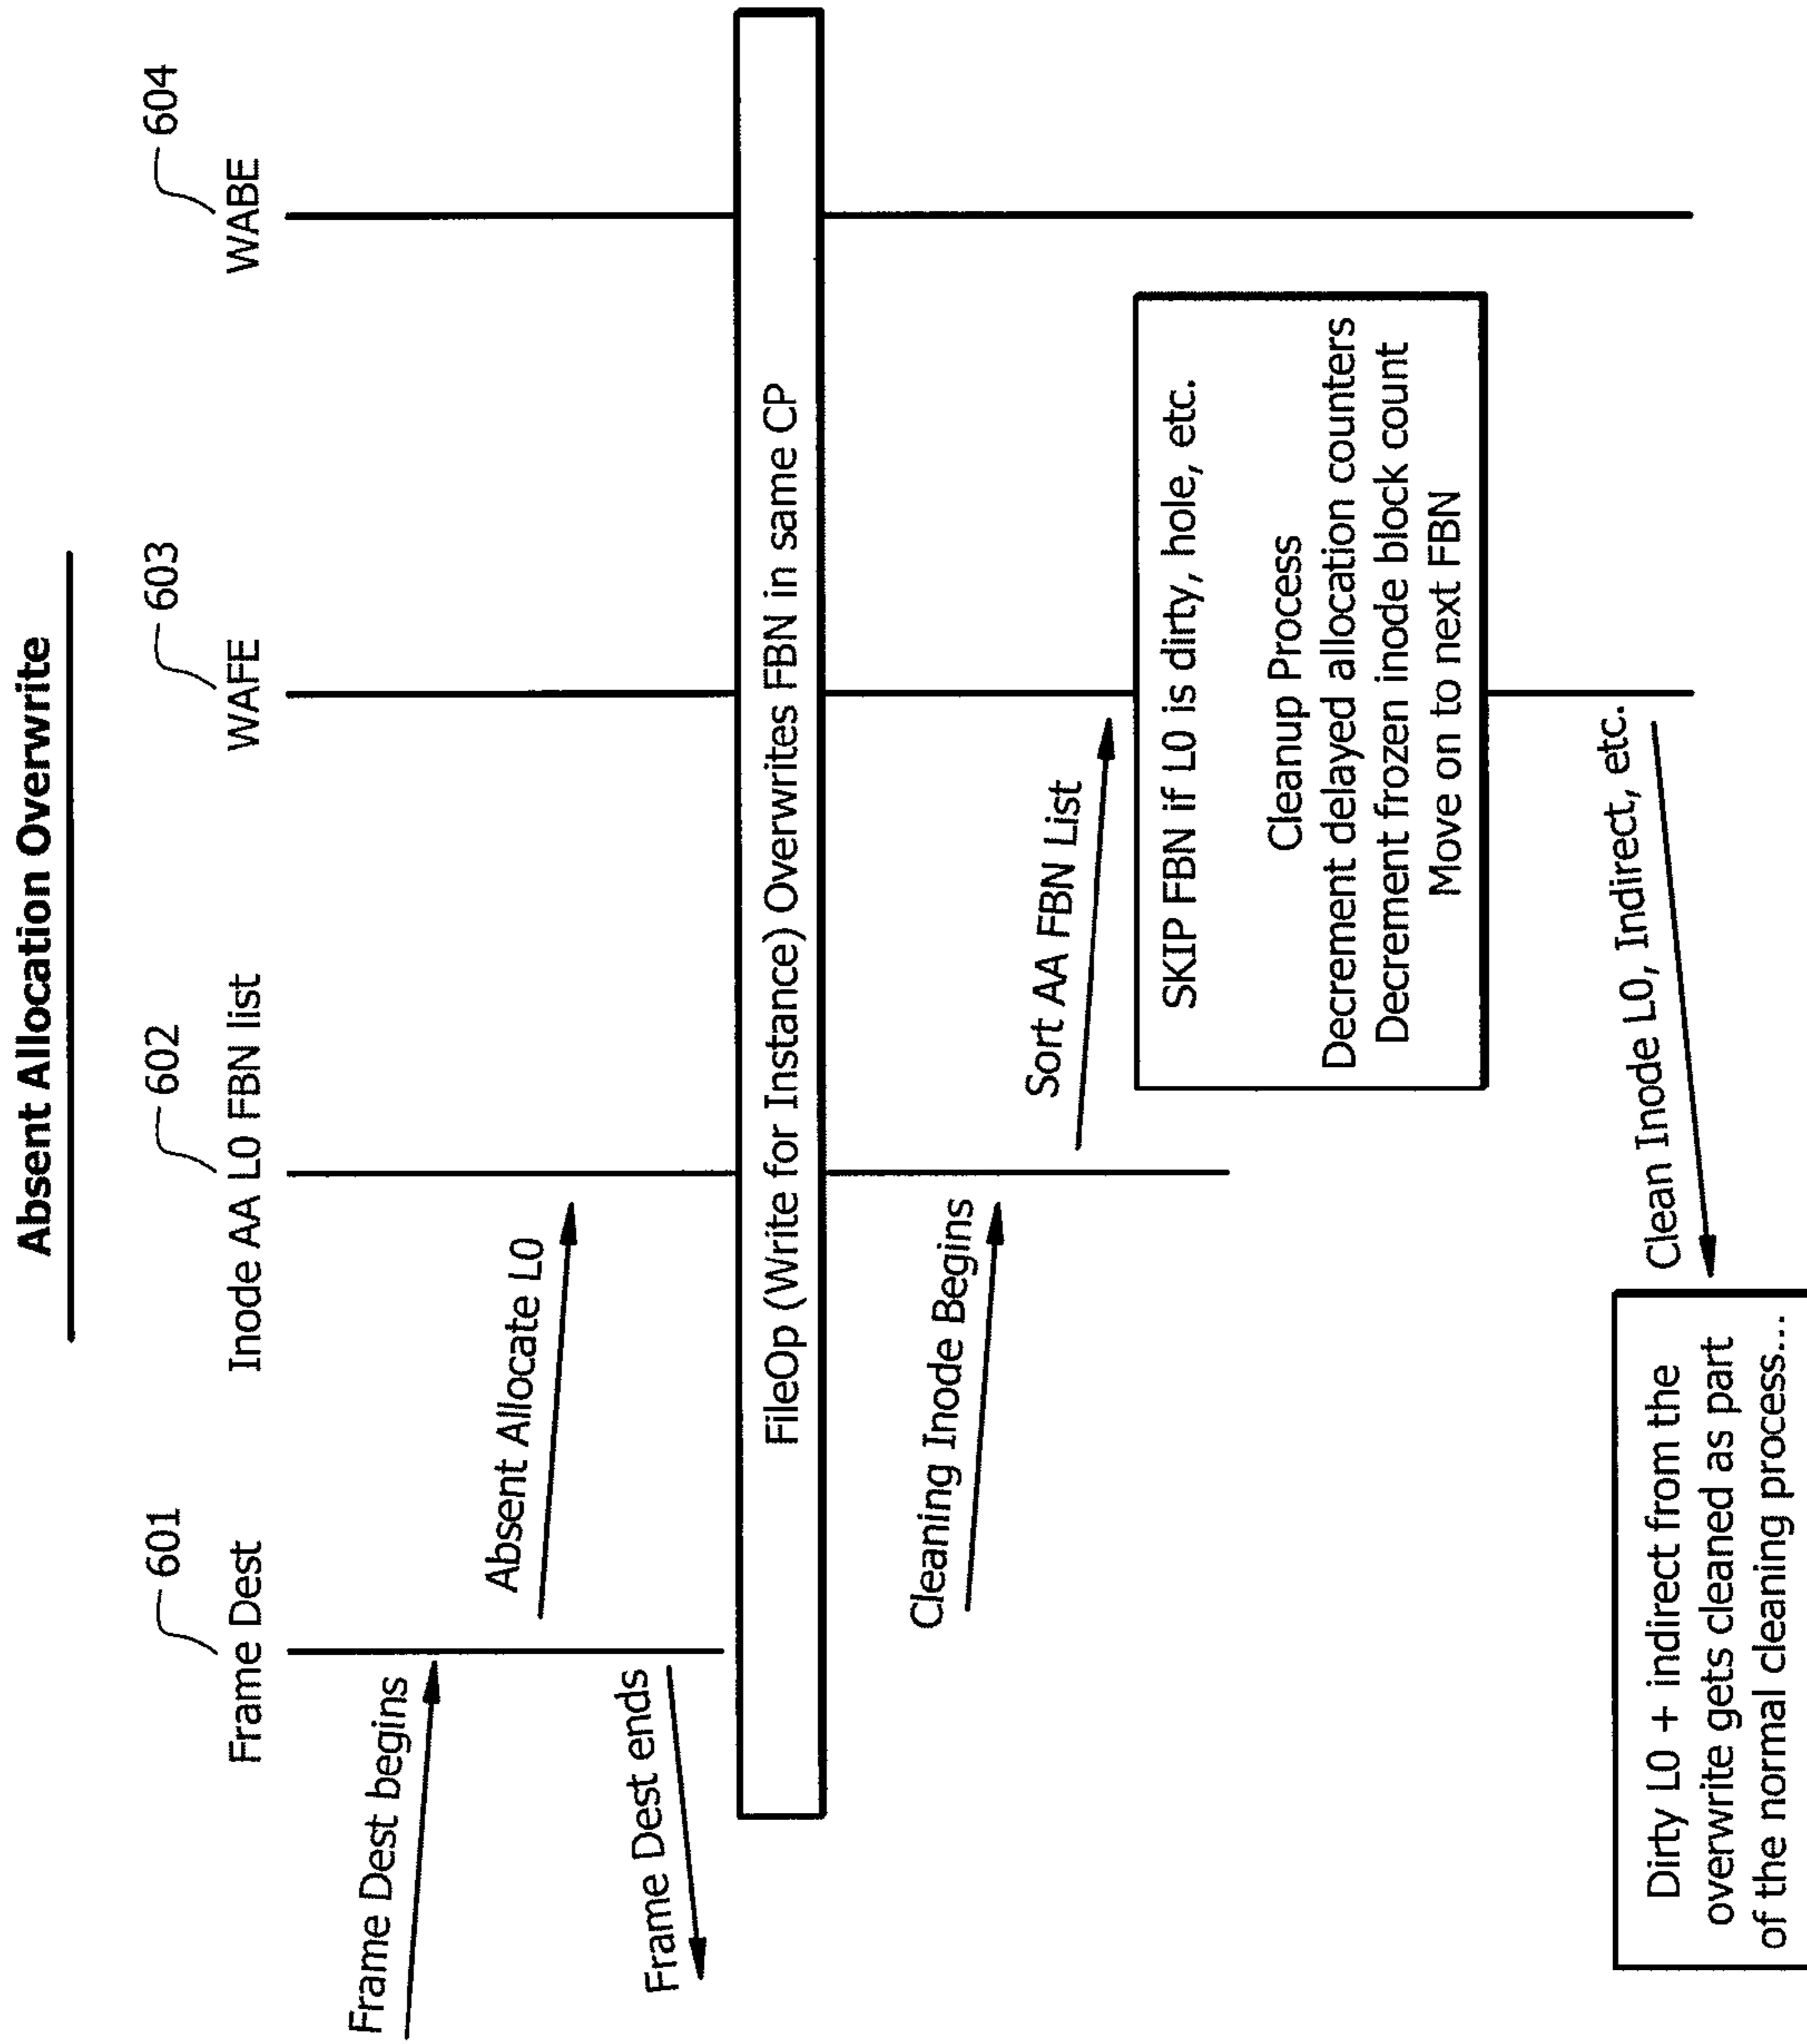 Absent Allocation Overwrite
601
602
603
604
Frame Dest
Inode AA L0 FBN list
WAFE
WABE
Frame Dest begins
Absent Allocate L0
Frame Dest ends
FileOp (Write for Instance) Overwrites FBN in same CP
Cleaning Inode Begins
Sort AA FBN List
SKIP FBN if L0 is dirty, hole, etc.
Cleanup Process
Decrement delayed allocation counters
Decrement frozen inode block count
Move on to next FBN
Clean Inode L0, Indirect, etc.
Dirty L0 + indirect from the
overwrite gets cleaned as part
of the normal cleaning process...